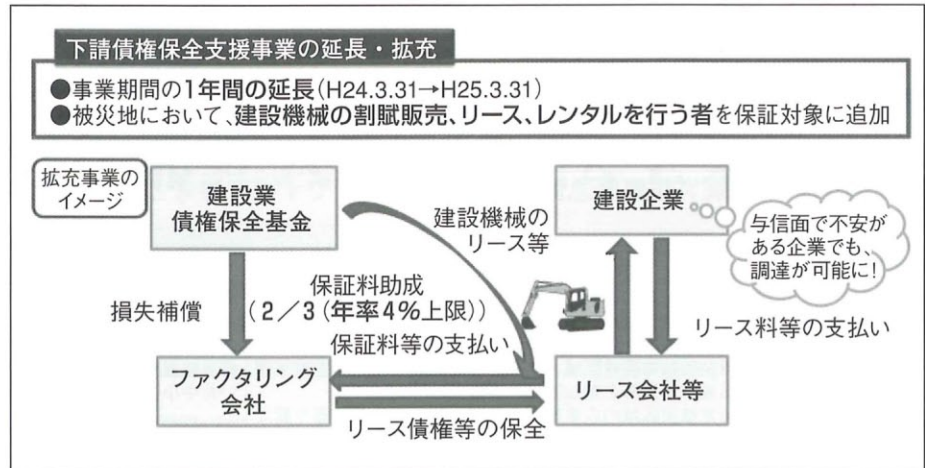 下請債権保全支援事業の延長・拡充
●事業期間の1年間の延長(H24.3.31→H25.3.31)
●被災地において、建設機械の割賦販売、リース、レンタルを行う者を保証対象に追加
拡充事業の
イメージ
建設業
債権保全基金
建設機械の
リース等
建設企業
与信面で不安が
ある企業でも、
調達が可能に!
損失補償
保証料助成
(2/3(年率4%上限))
保証料等の支払い
リース料等の支払い
ファクタリング
会社
リース会社等
リース債権等の保全